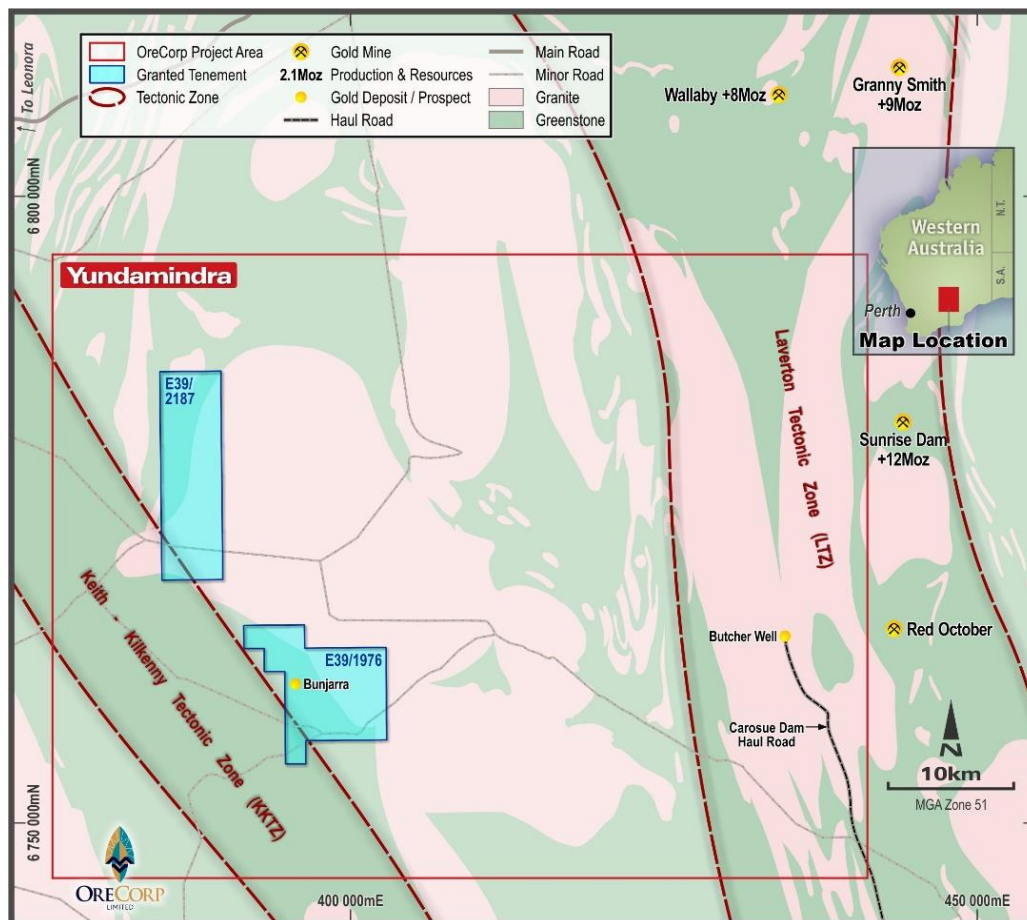 OreCorp Project Area
Granted Tenement
Tectonic Zone
Gold Mine
2.1Moz Production & Resources
Gold Deposit / Prospect
Haul Road
Main Road
Minor Road
Granite
Greenstone
To Leonora
Wallaby +8Moz
Granny Smith
+9Moz
6 800 000mN
Western
Australia
N.T.
S.A.
Perth
Map Location
Yundamindra
E39/
2187
Laverton Tectonic Zone (LTZ)
Sunrise Dam
+12Moz
Keith - Kilkenny Tectonic Zone (KKTZ)
Butcher Well
Red October
E39/1976
Bunjarra
Carosue Dam
Haul Road
N
10km
MGA Zone 51
6 750 000mN
ORECORP
LIMITED
400 000mE
450 000mE